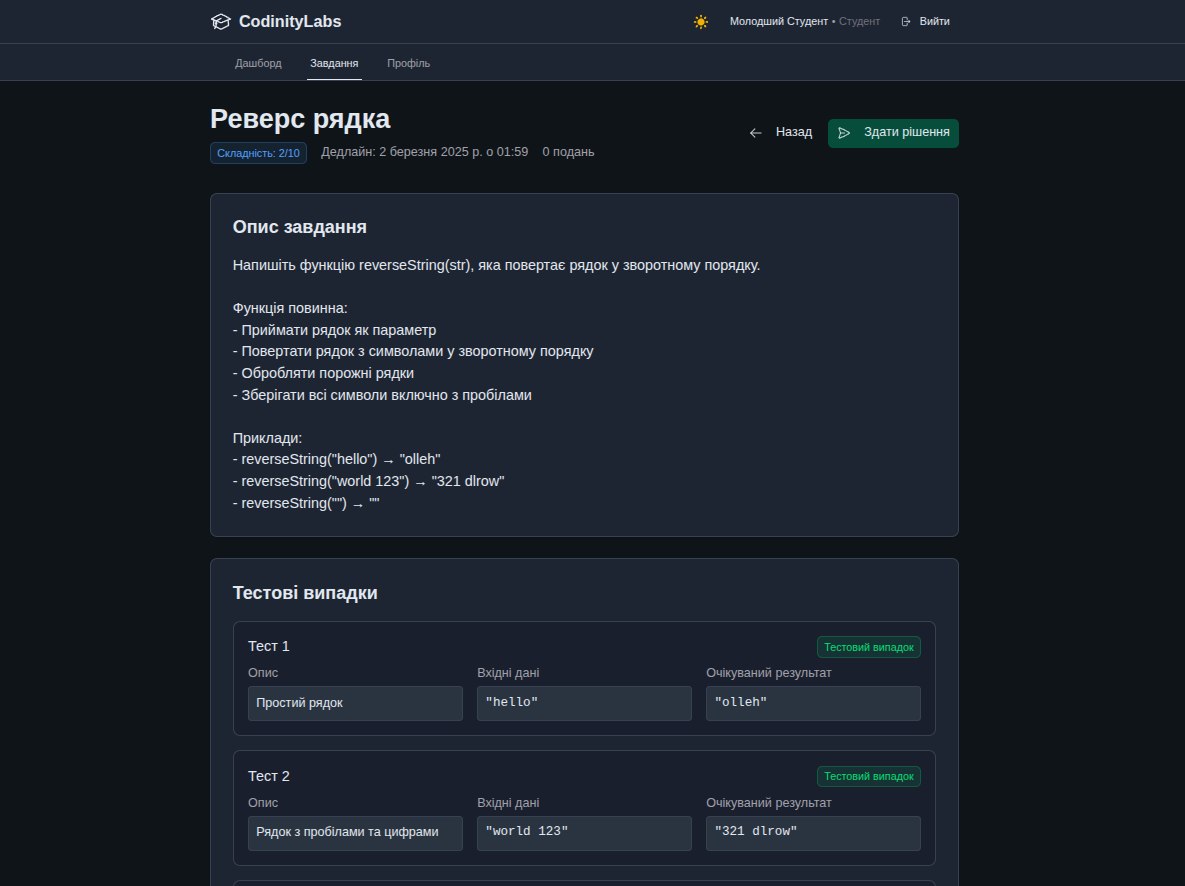 CodinityLabs
Молодший Студент • Студент
Вийти
Дашборд
Завдання
Профіль
Реверс рядка
Назад
Здати рішення
Складність: 2/10
Дедлайн: 2 березня 2025 р. о 01:59
0 подань
Опис завдання
Напишіть функцію reverseString(str), яка повертає рядок у зворотному порядку.
Функція повинна:
- Приймати рядок як параметр
- Повертати рядок з символами у зворотному порядку
- Обробляти порожні рядки
- Зберігати всі символи включно з пробілами
Приклади:
- reverseString("hello") → "olleh"
- reverseString("world 123") → "321 dlrow"
- reverseString("") → ""
Тестові випадки
Тест 1
Тестовий випадок
Опис
Вхідні дані
Очікуваний результат
Простий рядок
"hello"
"olleh"
Тест 2
Тестовий випадок
Опис
Вхідні дані
Очікуваний результат
Рядок з пробілами та цифрами
"world 123"
"321 dlrow"